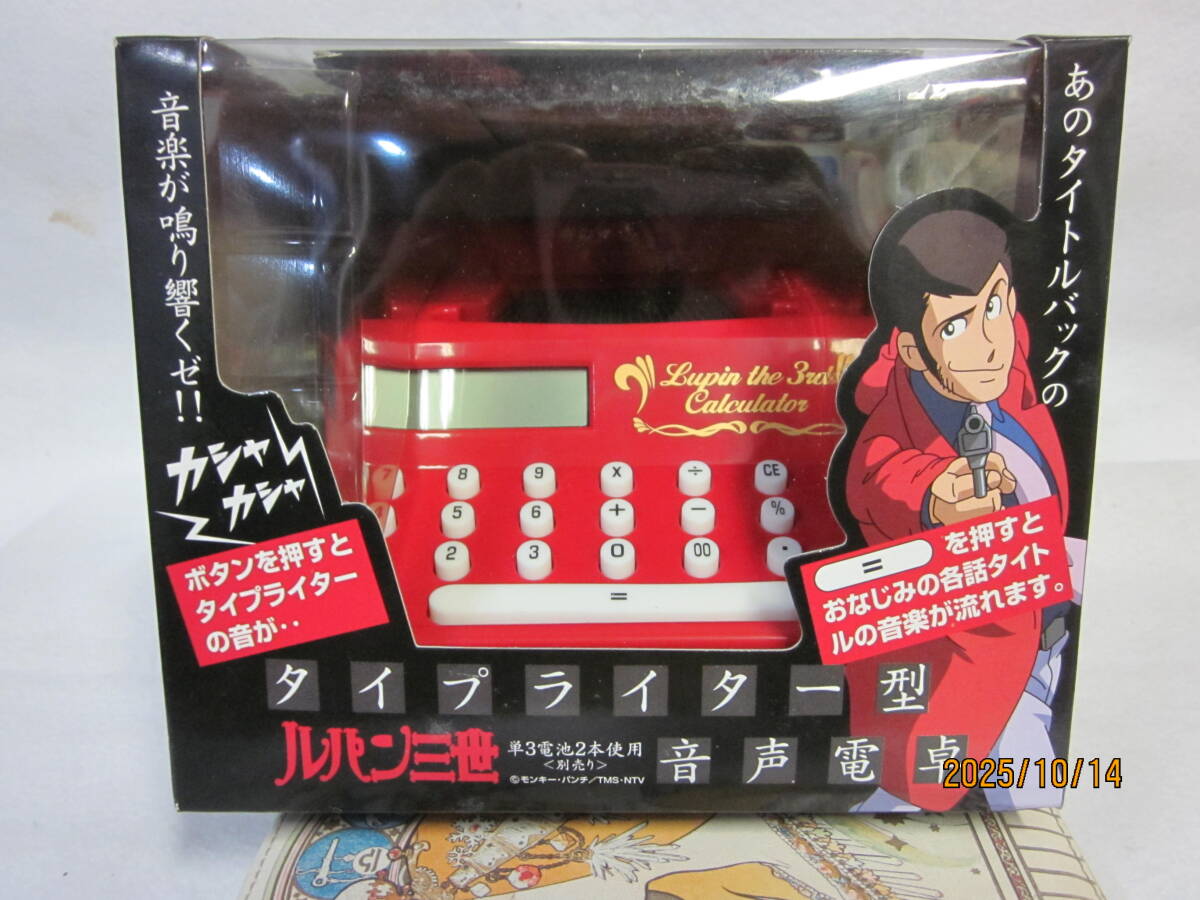 あのタイトルバックの
音楽が鳴り響くゼ!!
カシャ
カシャ
ボタンを押すと
タイプライター
の音が‥
Lupin the 3rd
Calculator
7 8 9 x ÷ CE
4 5 6 + − %
2 3 0 00 ・
=
= を押すと
おなじみの各話タイト
ルの音楽が流れます。
タイプライター型
音声電卓
ルパン三世
単3電池2本使用
<別売り>
©モンキー・パンチ/TMS・NTV
2025/10/14